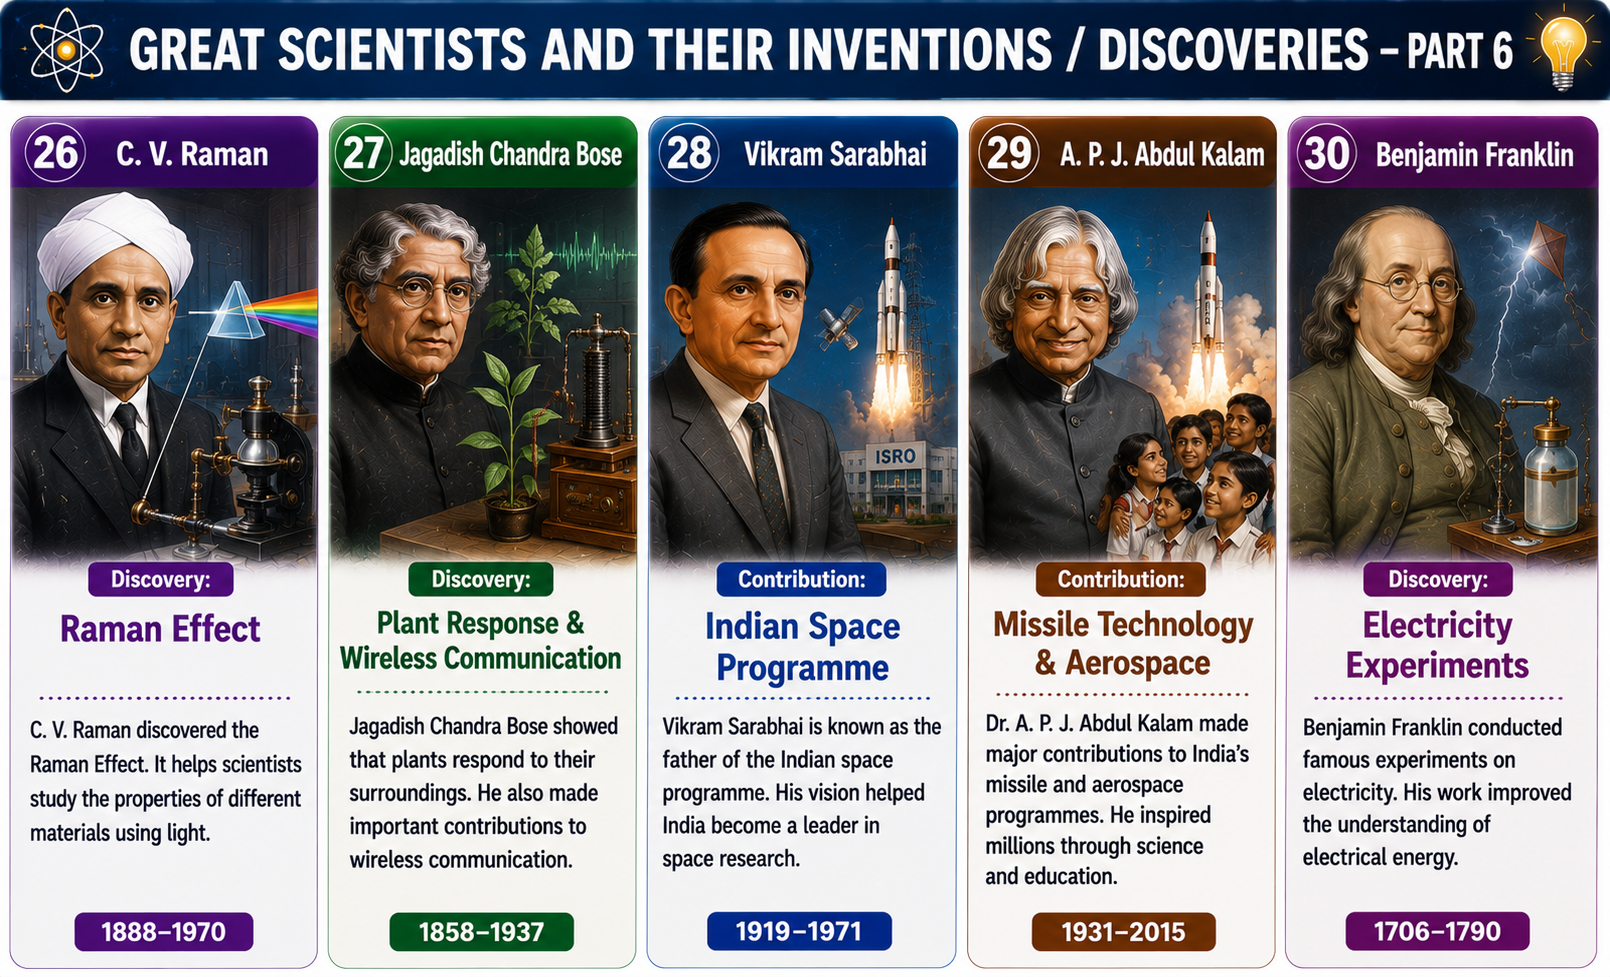 GREAT SCIENTISTS AND THEIR INVENTIONS / DISCOVERIES – PART 6
26 C. V. Raman
Discovery:
Raman Effect
C. V. Raman discovered the
Raman Effect. It helps scientists
study the properties of different
materials using light.
1888–1970
27 Jagadish Chandra Bose
Discovery:
Plant Response &
Wireless Communication
Jagadish Chandra Bose showed
that plants respond to their
surroundings. He also made
important contributions to
wireless communication.
1858–1937
28 Vikram Sarabhai
ISRO
Contribution:
Indian Space
Programme
Vikram Sarabhai is known as the
father of the Indian space
programme. His vision helped
India become a leader in
space research.
1919–1971
29 A. P. J. Abdul Kalam
Contribution:
Missile Technology
& Aerospace
Dr. A. P. J. Abdul Kalam made
major contributions to India's
missile and aerospace
programmes. He inspired
millions through science
and education.
1931–2015
30 Benjamin Franklin
Discovery:
Electricity
Experiments
Benjamin Franklin conducted
famous experiments on
electricity. His work improved
the understanding of
electrical energy.
1706–1790